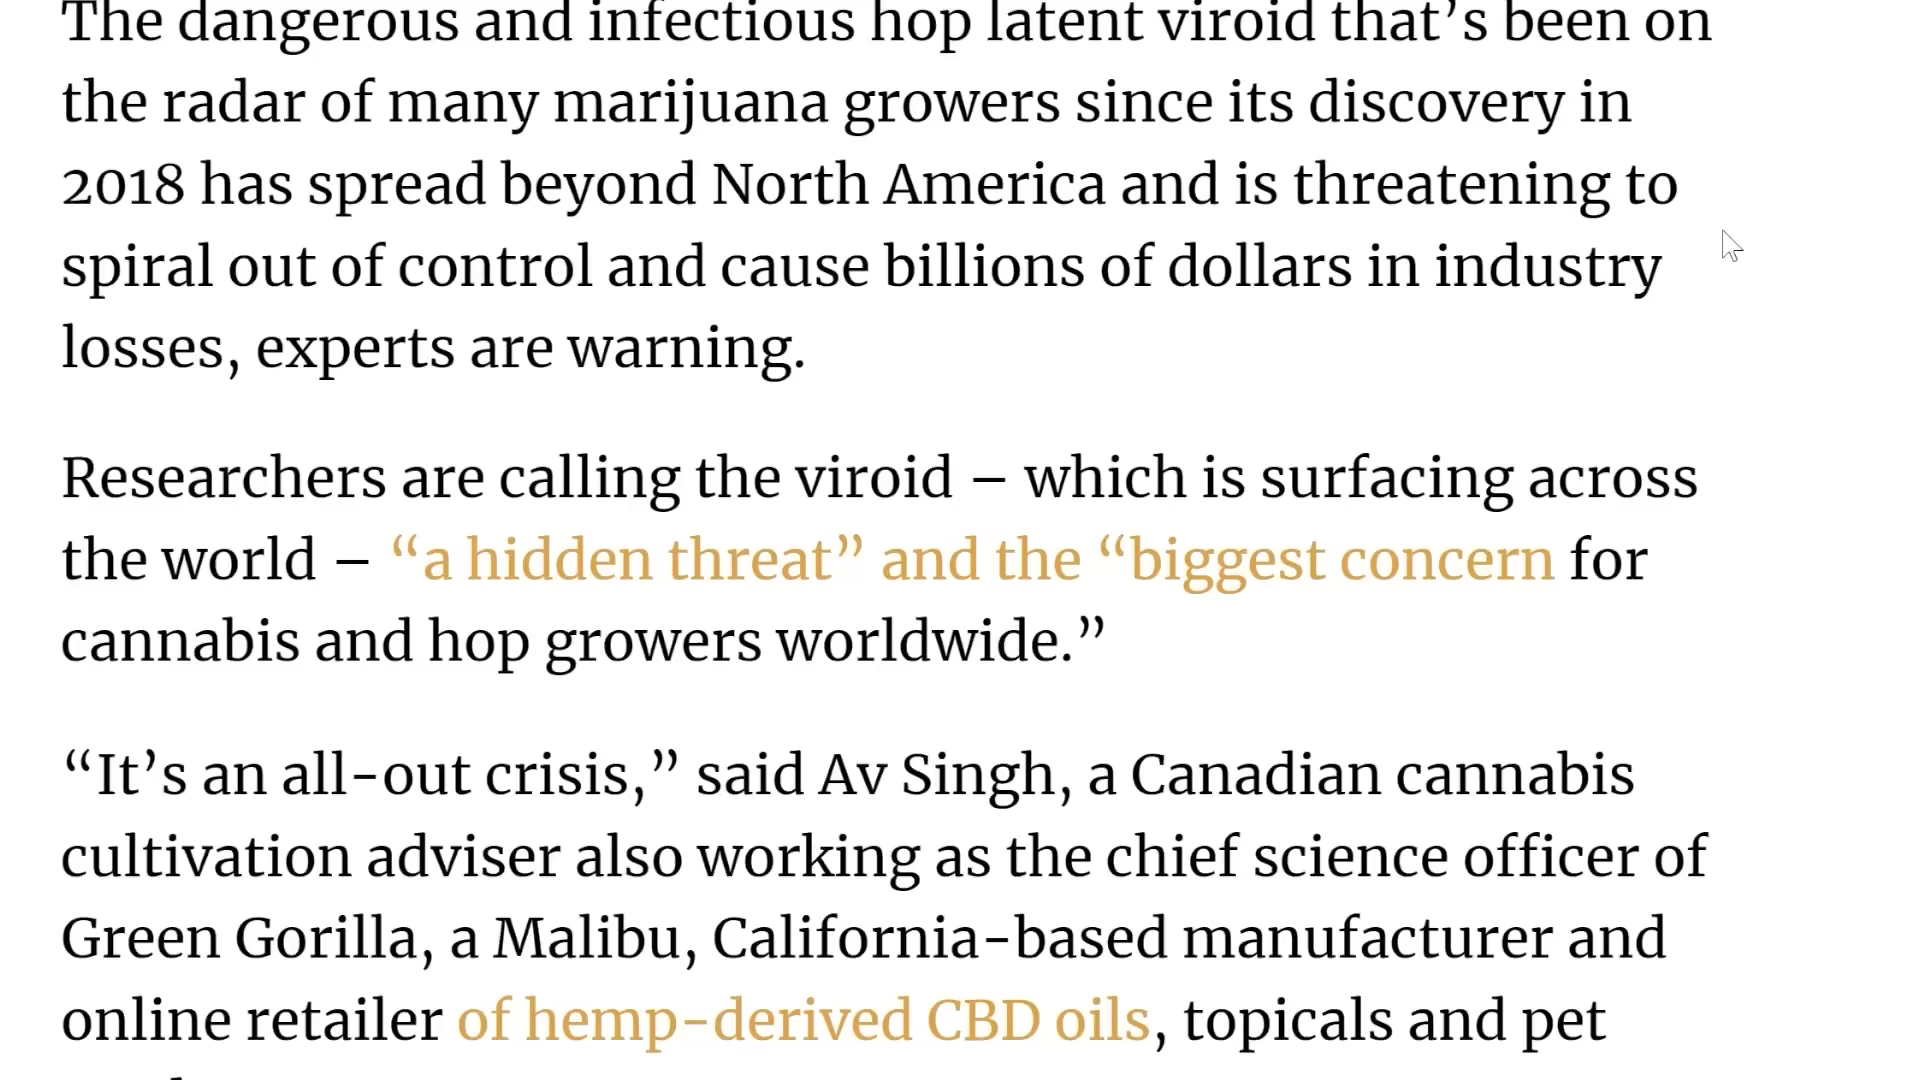 The dangerous and infectious hop latent viroid that’s been on
the radar of many marijuana growers since its discovery in
2018 has spread beyond North America and is threatening to
spiral out of control and cause billions of dollars in industry
losses, experts are warning.
Researchers are calling the viroid – which is surfacing across
the world – “a hidden threat” and the “biggest concern for
cannabis and hop growers worldwide.”
“It’s an all-out crisis,” said Av Singh, a Canadian cannabis
cultivation adviser also working as the chief science officer of
Green Gorilla, a Malibu, California-based manufacturer and
online retailer of hemp-derived CBD oils, topicals and pet